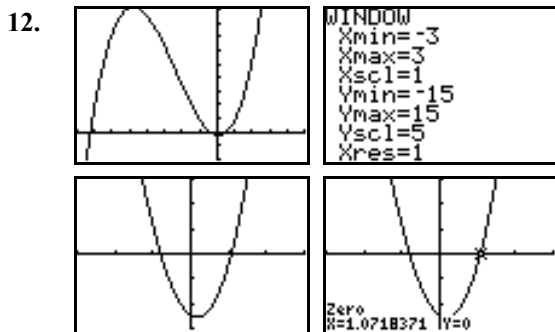 12.
WINDOW
Xmin=-3
Xmax=3
Xscl=1
Ymin=-15
Ymax=15
Yscl=5
Xres=1
Zero
X=1.0718371 Y=0